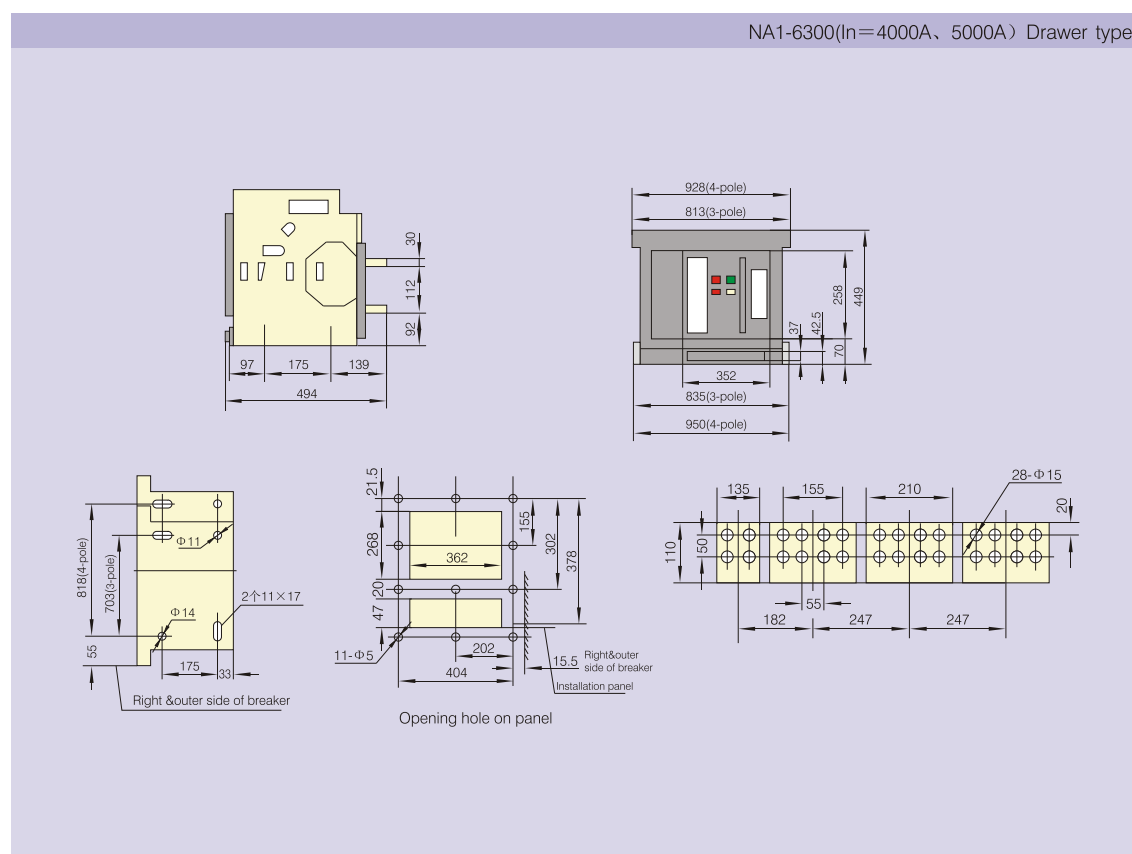 NA1-6300(In=4000A、5000A）Drawer type
30
112
92
97
175
139
494
928(4-pole)
813(3-pole)
258
449
37
42.5
70
352
835(3-pole)
950(4-pole)
818(4-pole)
703(3-pole)
Φ11
Φ14
2个11×17
55
175
33
Right &outer side of breaker
21.5
268
20
47
362
155
302
378
11-Φ5
202
404
15.5
Right&outer
side of breaker
Installation panel
Opening hole on panel
135
155
210
28-Φ15
20
110
50
55
182
247
247